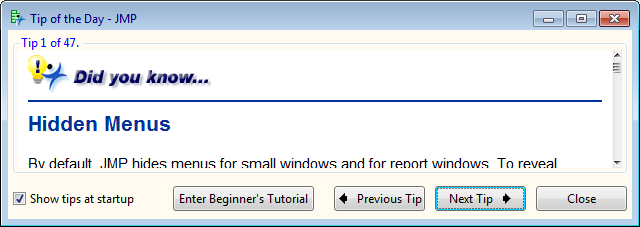 Tip of the Day - JMP
Tip 1 of 47.
Did you know...
Hidden Menus
By default, JMP hides menus for small windows and for report windows. To reveal
Show tips at startup
Enter Beginner's Tutorial
Previous Tip
Next Tip
Close